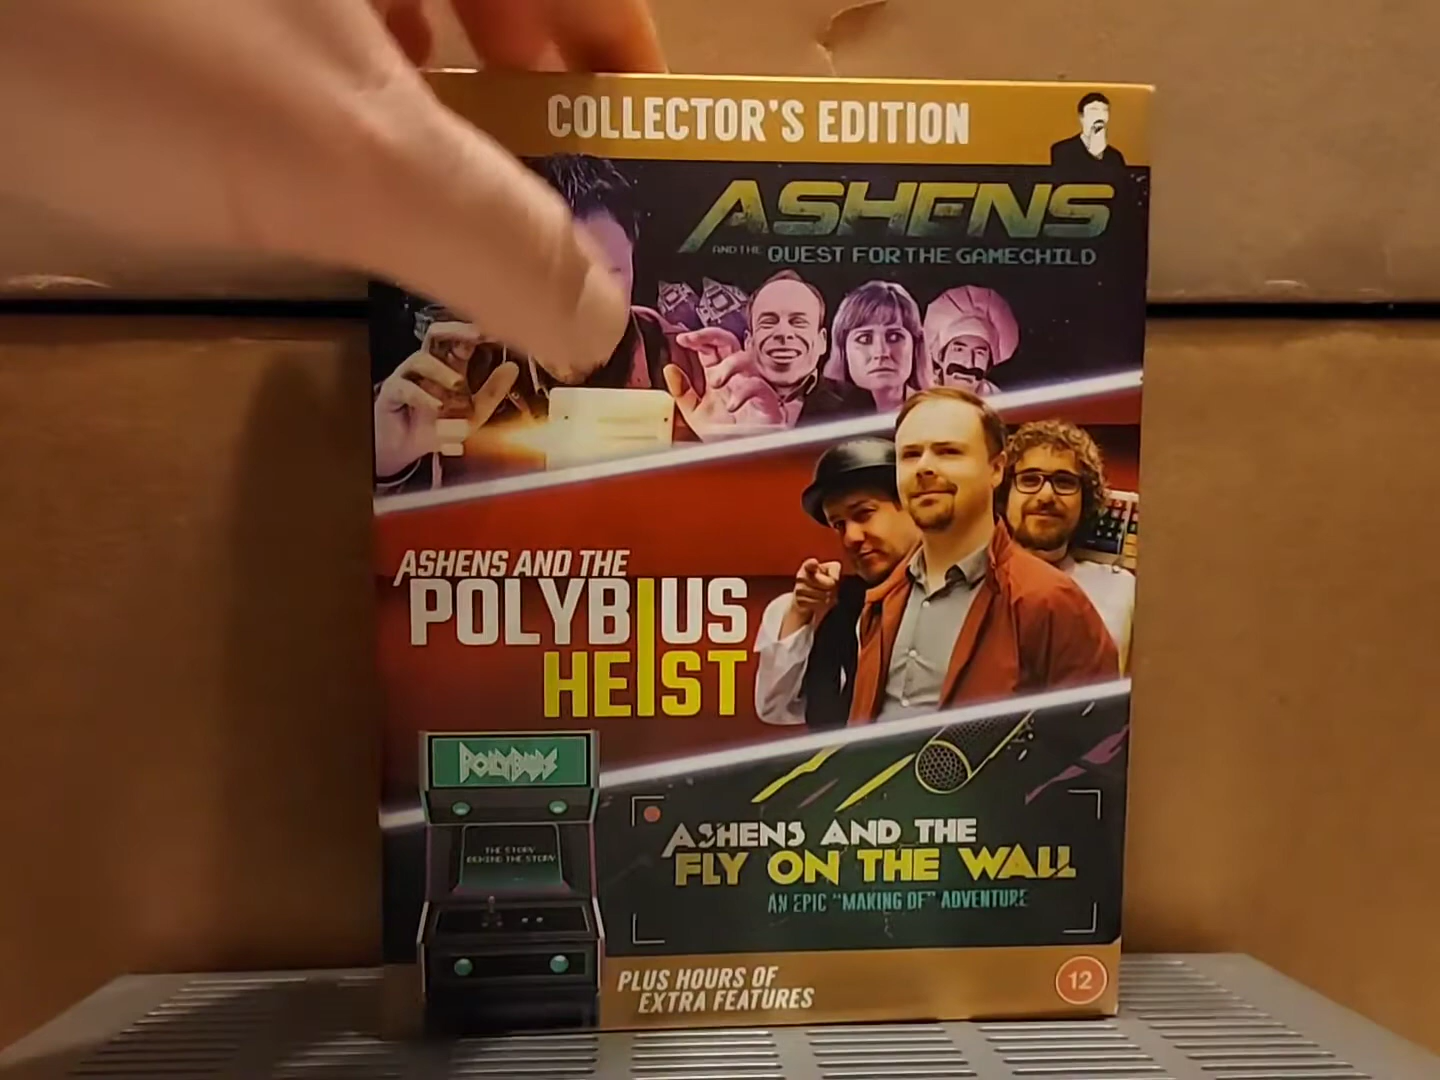 COLLECTOR'S EDITION
ASHENS
AND THE QUEST FOR THE GAMECHILD
ASHENS AND THE
POLYBIUS
HEIST
POLYBIUS
THE STORY
BEHIND THE STORY
ASHENS AND THE
FLY ON THE WALL
AN EPIC "MAKING OF" ADVENTURE
PLUS HOURS OF
EXTRA FEATURES
12